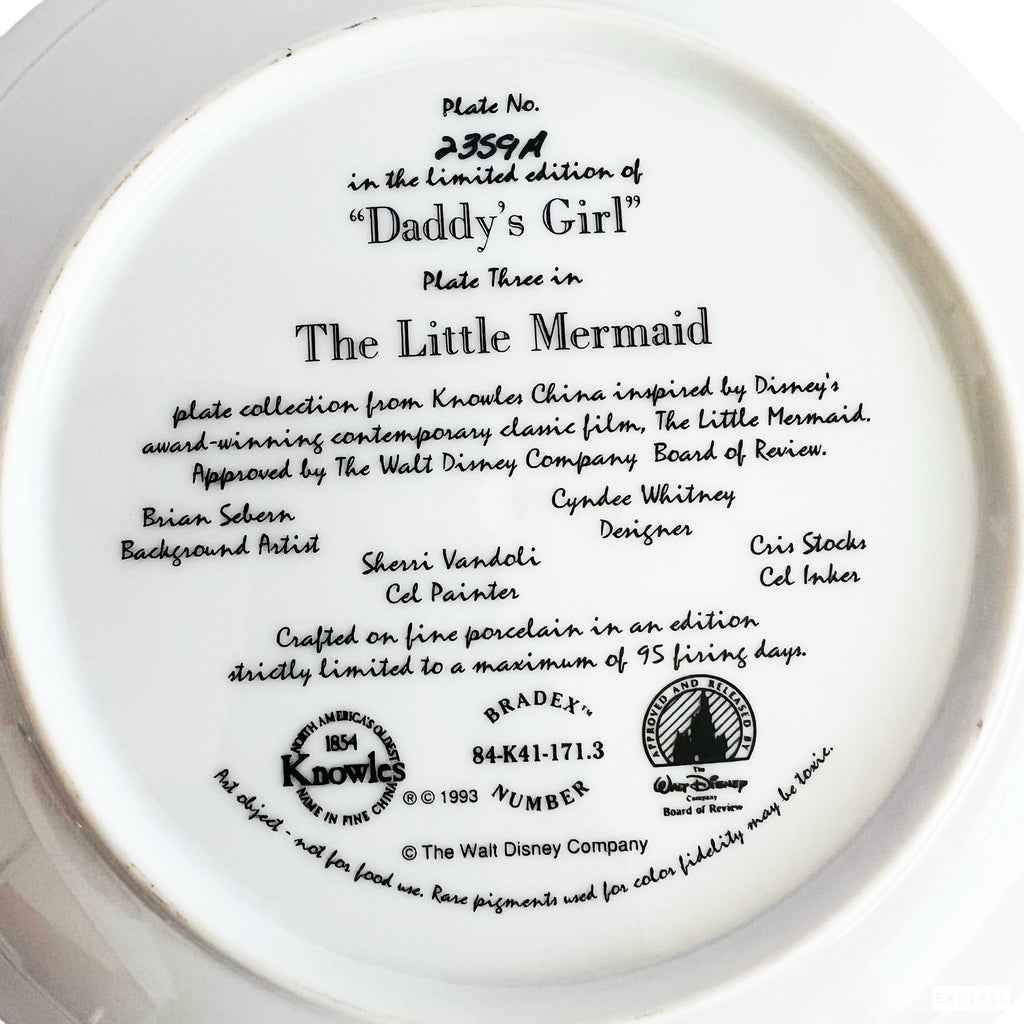 Plate No.
2359A
in the limited edition of
“Daddy’s Girl”
Plate Three in
The Little Mermaid
plate collection from Knowles China inspired by Disney's
award-winning contemporary classic film, The Little Mermaid.
Approved by The Walt Disney Company Board of Review.
Brian Sebern
Background Artist
Sherri Vandoli
Cel Painter
Cyndee Whitney
Designer
Cris Stocks
Cel Inker
Crafted on fine porcelain in an edition
strictly limited to a maximum of 95 firing days.
NORTH AMERICA'S OLDEST
1854
Knowles
NAME IN FINE CHINA
®© 1993
BRADEX™
84-K41-171.3
NUMBER
APPROVED AND RELEASED BY
The
Walt Disney
Company
Board of Review
© The Walt Disney Company
Art object - not for food use. Rare pigments used for color fidelity may be toxic.
Express